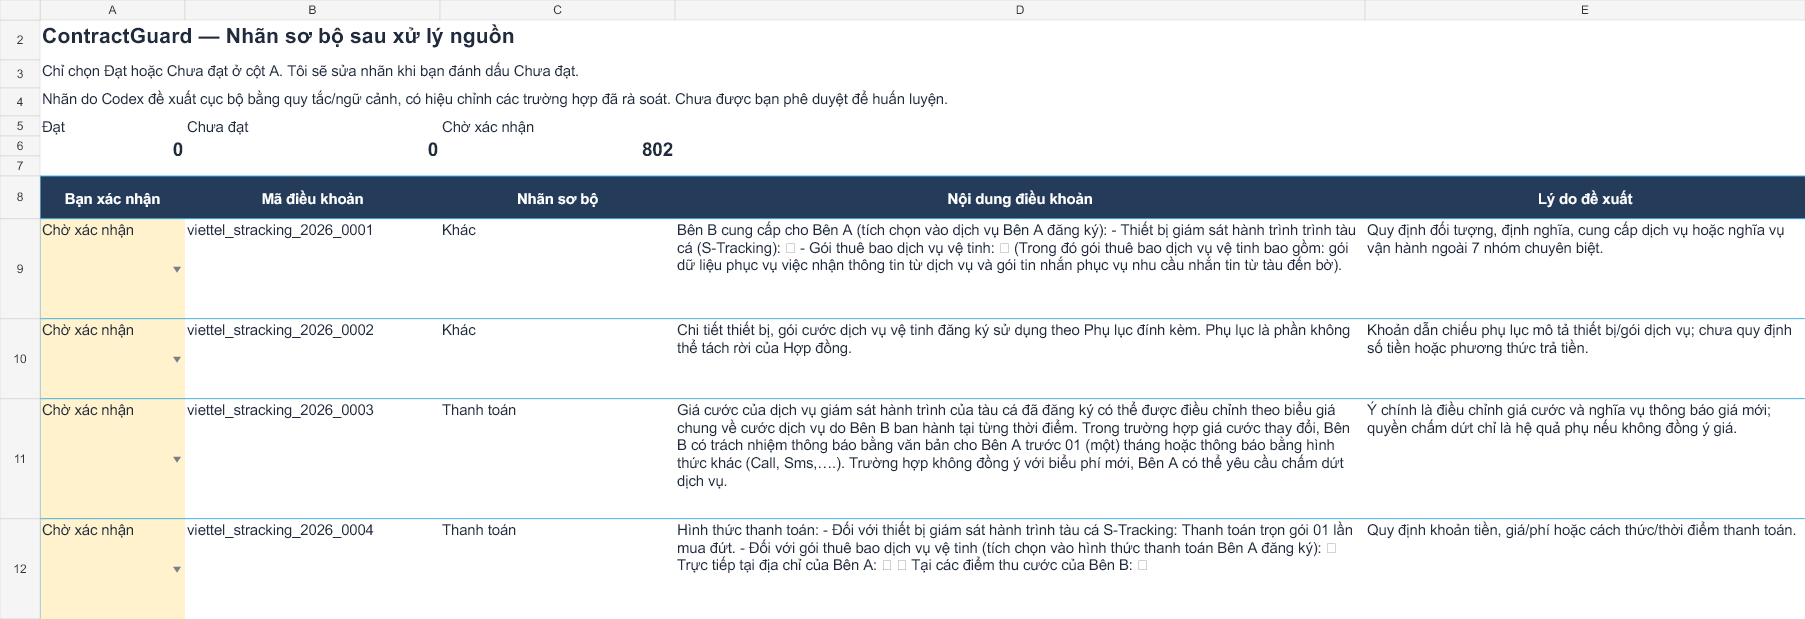 A B C D E
2 ContractGuard — Nhãn sơ bộ sau xử lý nguồn
3 Chỉ chọn Đạt hoặc Chưa đạt ở cột A. Tôi sẽ sửa nhãn khi bạn đánh dấu Chưa đạt.
4 Nhãn do Codex đề xuất cục bộ bằng quy tắc/ngữ cảnh, có hiệu chỉnh các trường hợp đã rà soát. Chưa được bạn phê duyệt để huấn luyện.
5 Đạt Chưa đạt Chờ xác nhận
6 0 0 802
7
8 Bạn xác nhận Mã điều khoản Nhãn sơ bộ Nội dung điều khoản Lý do đề xuất
9 Chờ xác nhận viettel_stracking_2026_0001 Khác
Bên B cung cấp cho Bên A (tích chọn vào dịch vụ Bên A đăng ký): - Thiết bị giám sát hành trình trình tàu
cá (S-Tracking): □ - Gói thuê bao dịch vụ vệ tinh: □ (Trong đó gói thuê bao dịch vụ vệ tinh bao gồm: gói
dữ liệu phục vụ việc nhận thông tin từ dịch vụ và gói tin nhắn phục vụ nhu cầu nhắn tin từ tàu đến bờ).
Quy định đối tượng, định nghĩa, cung cấp dịch vụ hoặc nghĩa vụ
vận hành ngoài 7 nhóm chuyên biệt.
10 Chờ xác nhận viettel_stracking_2026_0002 Khác
Chi tiết thiết bị, gói cước dịch vụ vệ tinh đăng ký sử dụng theo Phụ lục đính kèm. Phụ lục là phần không
thể tách rời của Hợp đồng.
Khoản dẫn chiếu phụ lục mô tả thiết bị/gói dịch vụ; chưa quy định
số tiền hoặc phương thức trả tiền.
11 Chờ xác nhận viettel_stracking_2026_0003 Thanh toán
Giá cước của dịch vụ giám sát hành trình của tàu cá đã đăng ký có thể được điều chỉnh theo biểu giá
chung về cước dịch vụ do Bên B ban hành tại từng thời điểm. Trong trường hợp giá cước thay đổi, Bên
B có trách nhiệm thông báo bằng văn bản cho Bên A trước 01 (một) tháng hoặc thông báo bằng hình
thức khác (Call, Sms,….). Trường hợp không đồng ý với biểu phí mới, Bên A có thể yêu cầu chấm dứt
dịch vụ.
Ý chính là điều chỉnh giá cước và nghĩa vụ thông báo giá mới;
quyền chấm dứt chỉ là hệ quả phụ nếu không đồng ý giá.
12 Chờ xác nhận viettel_stracking_2026_0004 Thanh toán
Hình thức thanh toán: - Đối với thiết bị giám sát hành trình tàu cá S-Tracking: Thanh toán trọn gói 01 lần
mua đứt. - Đối với gói thuê bao dịch vụ vệ tinh (tích chọn vào hình thức thanh toán Bên A đăng ký): □
Trực tiếp tại địa chỉ của Bên A: □ □ Tại các điểm thu cước của Bên B: □
Quy định khoản tiền, giá/phí hoặc cách thức/thời điểm thanh toán.